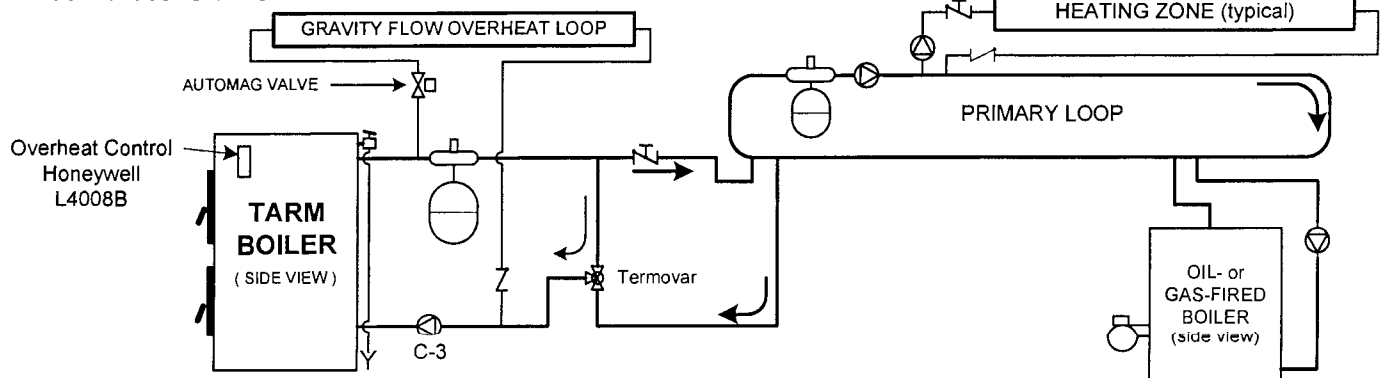 GRAVITY FLOW OVERHEAT LOOP
HEATING ZONE (typical)
AUTOMAG VALVE
PRIMARY LOOP
Overheat Control
Honeywell
L4008B
TARM
BOILER
( SIDE VIEW )
Termovar
C-3
OIL- or
GAS-FIRED
BOILER
(side view)